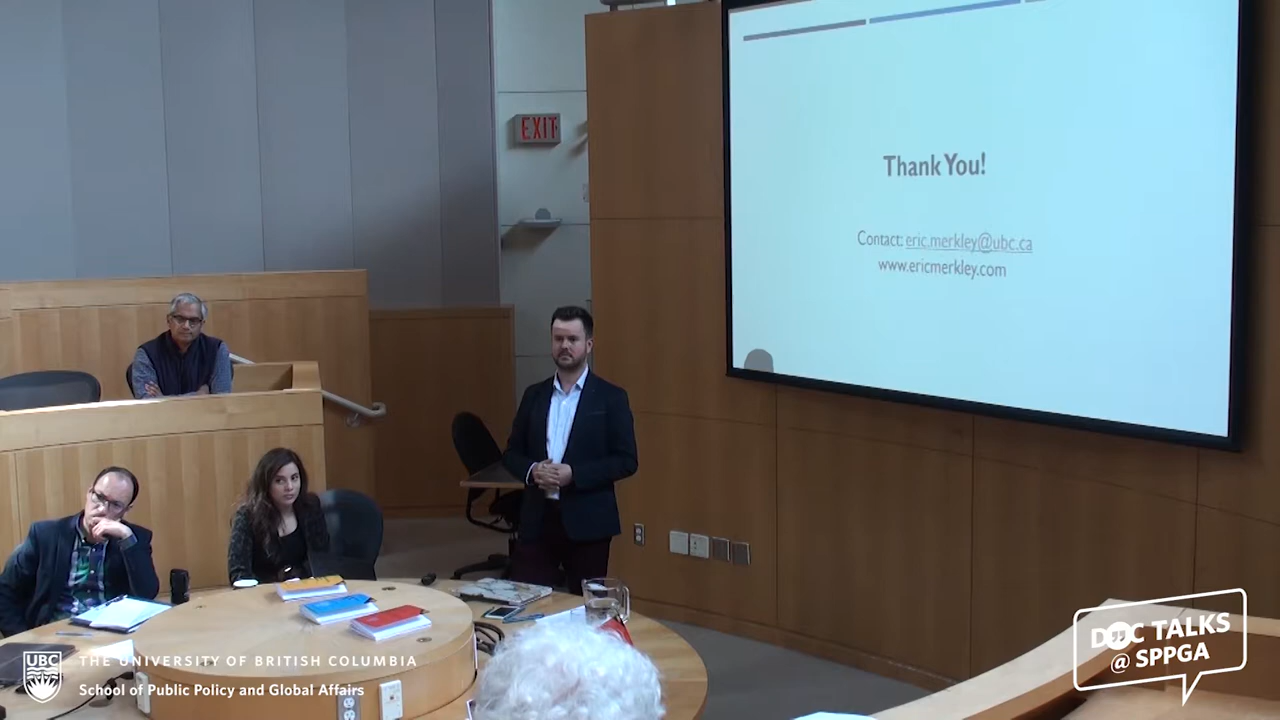 EXIT
Thank You!
Contact: eric.merkley@ubc.ca
www.ericmerkley.com
UBC
THE UNIVERSITY OF BRITISH COLUMBIA
School of Public Policy and Global Affairs
DOC TALKS
@ SPPGA